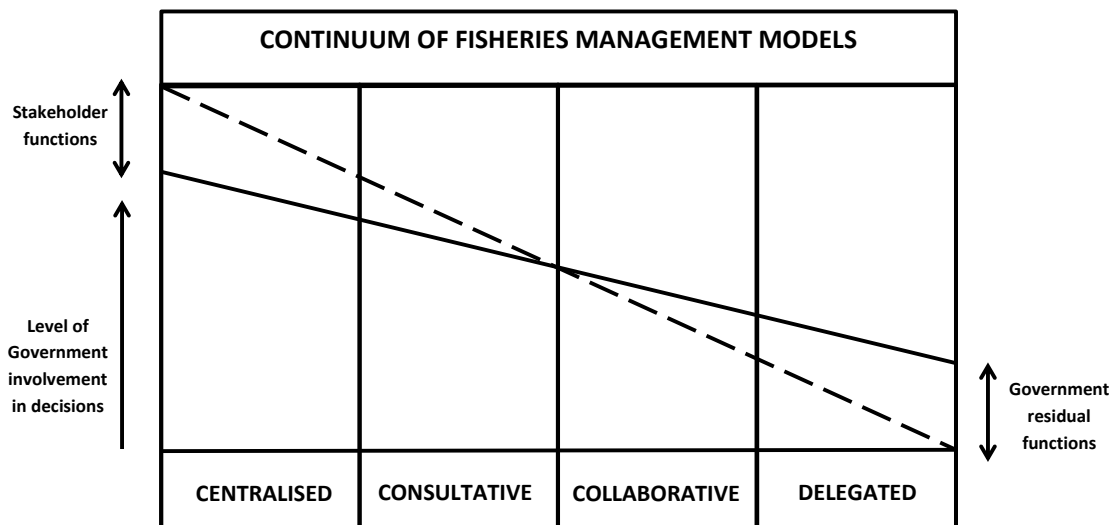 CONTINUUM OF FISHERIES MANAGEMENT MODELS
Stakeholder
functions
Level of
Government
involvement
in decisions
Government
residual
functions
CENTRALISED
CONSULTATIVE
COLLABORATIVE
DELEGATED